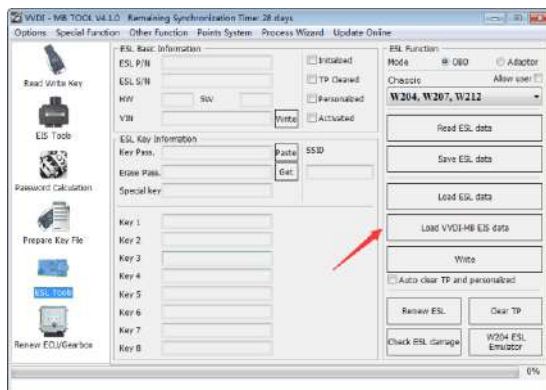 VVDI - MB TOOL V4.1.0 Remaining Synchronization Time: 28 days
Options Special Function Other Function Points System Process Wizard Update Online
Read Write Key
EIS Tools
Password Calculation
Prepare Key File
ESL Tools
Renew ECU/Gearbox
ESL Basic Information
ESL P/N
Initialized
ESL S/N
TP Cleared
HW
SW
Personalized
VIN
Write
Activated
ESL Key Information
Key Pass.
Paste
SSID
Erase Pass.
Get
Special key
Key 1
Key 2
Key 3
Key 4
Key 5
Key 6
Key 7
Key 8
ESL Function
Mode OBD Adaptor
Chassis Allow user
W204, W207, W212
Read ESL data
Save ESL data
Load ESL data
Load VVDI-MB EIS data
Write
Auto clear TP and personalized
Renew ESL
Clear TP
Check ESL damage
W204 ESL
Emulator
0%